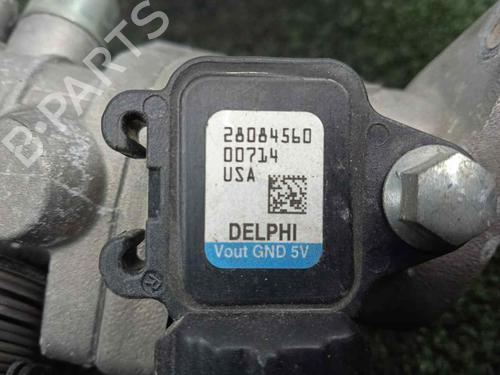 28084560
00714
USA
DELPHI
Vout GND 5V
B-PARTS